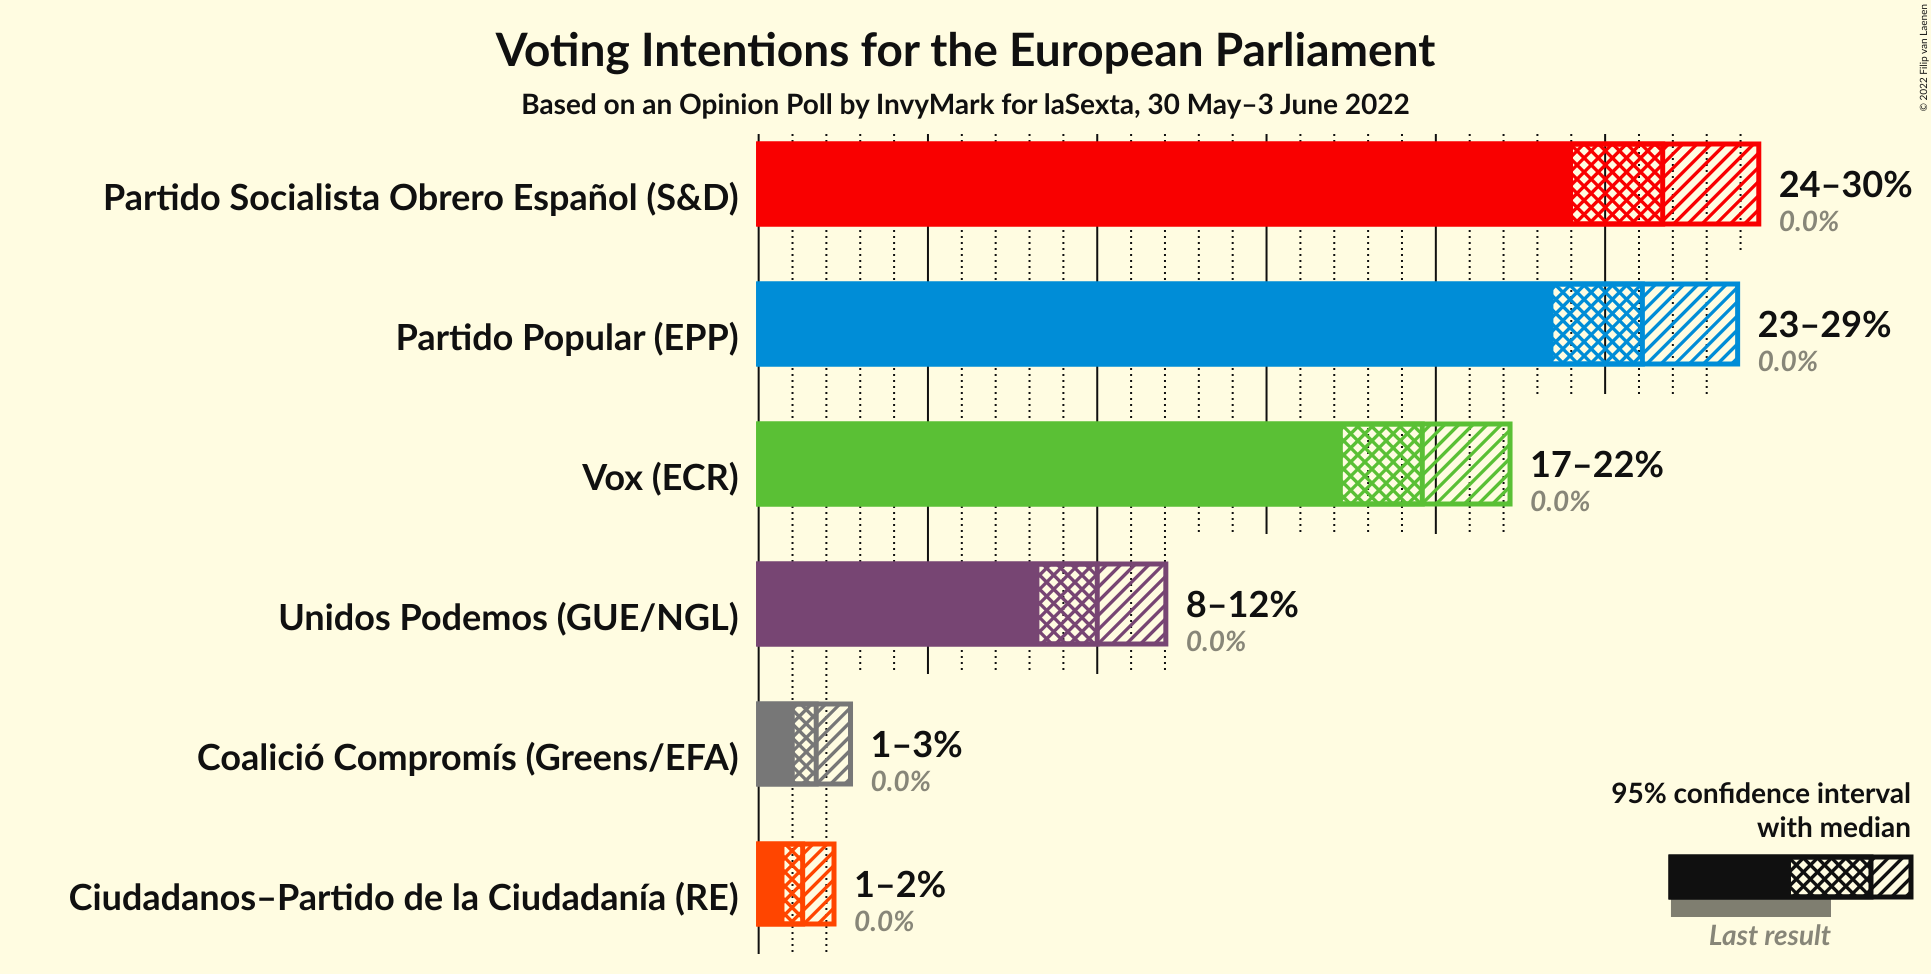 Voting Intentions for the European Parliament
Based on an Opinion Poll by InvyMark for laSexta, 30 May–3 June 2022
© 2022 Filip van Laenen
Partido Socialista Obrero Español (S&D)
24–30%
0.0%
Partido Popular (EPP)
23–29%
0.0%
Vox (ECR)
17–22%
0.0%
Unidos Podemos (GUE/NGL)
8–12%
0.0%
Coalició Compromís (Greens/EFA)
1–3%
0.0%
Ciudadanos–Partido de la Ciudadanía (RE)
1–2%
0.0%
95% confidence interval
with median
Last result